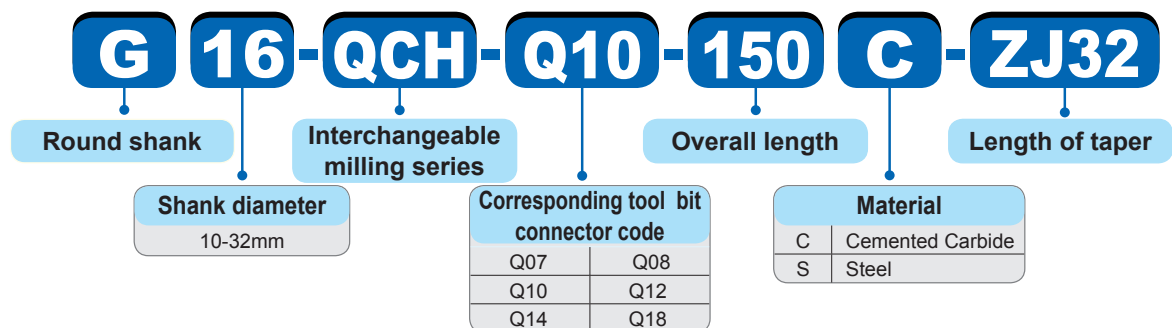 G 16-QCH-Q10-150 C-ZJ32
Round shank
Interchangeable
milling series
Overall length
Length of taper
Shank diameter
10-32mm
Corresponding tool bit
connector code
Q07 Q08
Q10 Q12
Q14 Q18
Material
C Cemented Carbide
S Steel